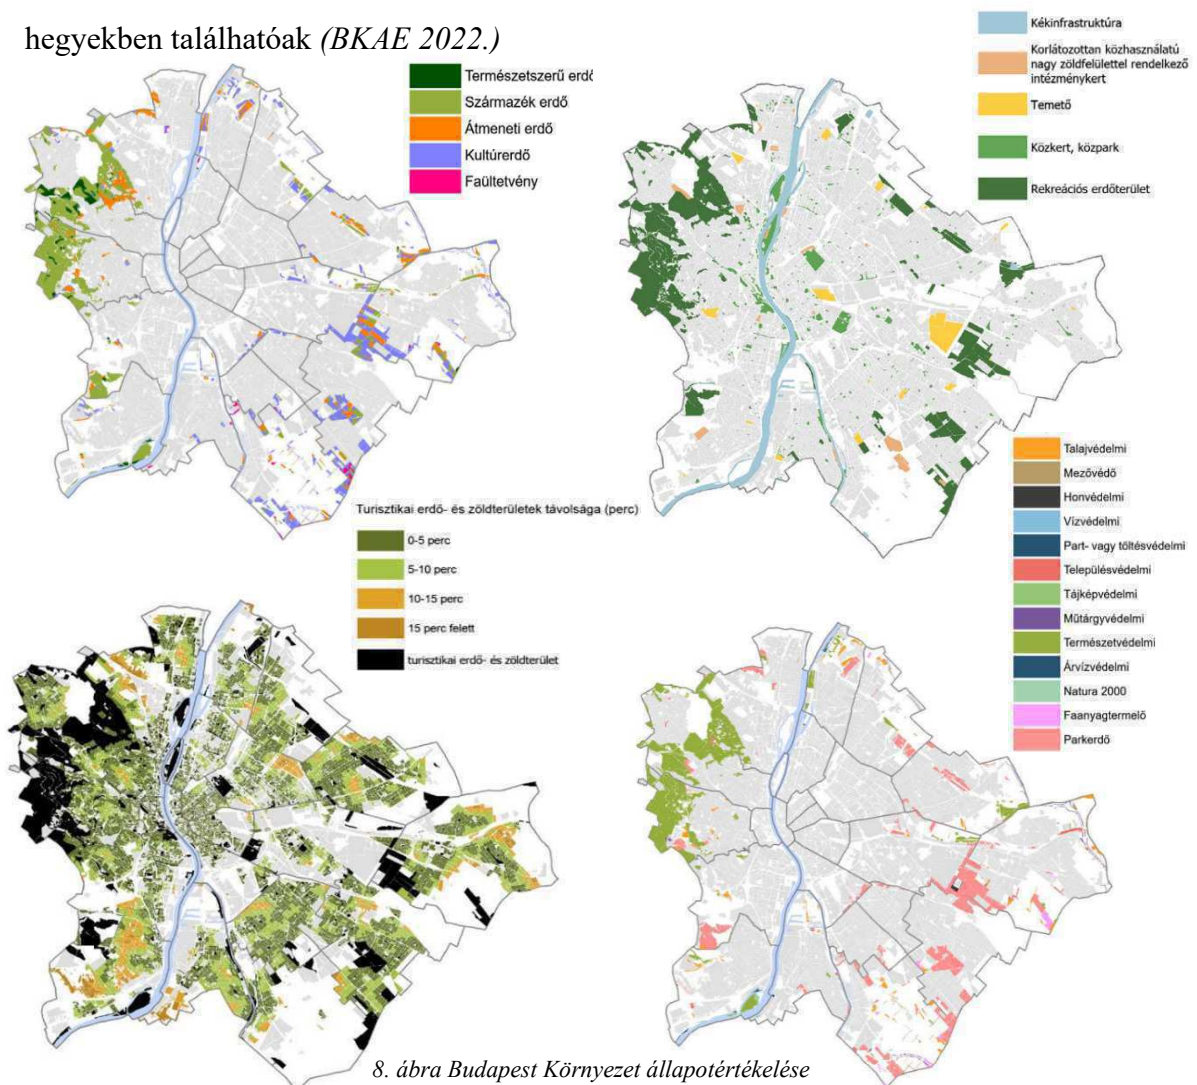 hegyekben találhatóak (BKAE 2022.)
Természetszerű erdő
Származék erdő
Átmeneti erdő
Kultúrerdő
Faültetvény
Kékinfrastruktúra
Korlátozottan közhasználatú
nagy zöldfelülettel rendelkező
intézménykert
Temető
Közkert, közpark
Rekreációs erdőterület
Turisztikai erdő- és zöldterületek távolsága (perc)
0-5 perc
5-10 perc
10-15 perc
15 perc felett
turisztikai erdő- és zöldterület
Talajvédelmi
Mezővédő
Honvédelmi
Vízvédelmi
Part- vagy töltésvédelmi
Településvédelmi
Tájképvédelmi
Műtárgyvédelmi
Természetvédelmi
Árvízvédelmi
Natura 2000
Faanyagtermelő
Parkerdő
8. ábra Budapest Környezet állapotértékelése